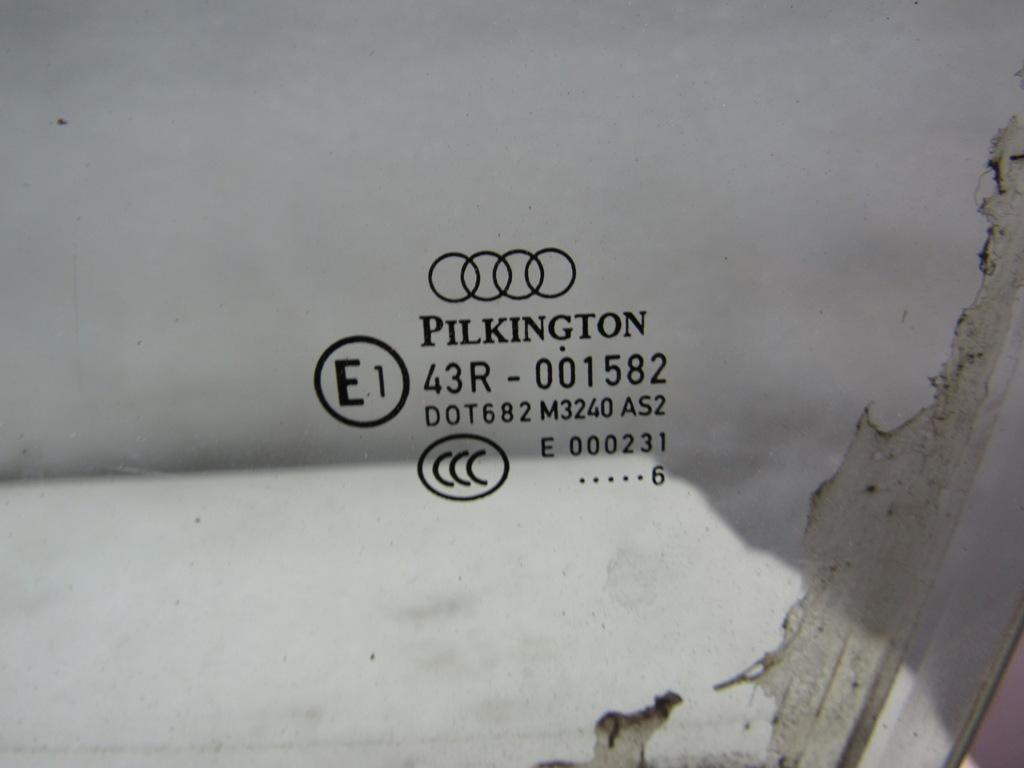 PILKINGTON
E1 43R - 001582
DOT682 M3240 AS2
CCC E 000231
.....6